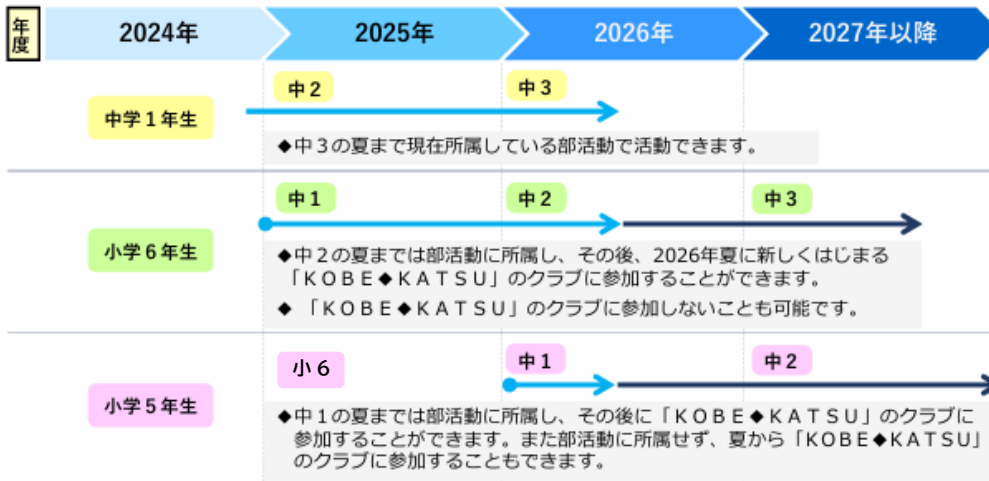 年度
2024年
2025年
2026年
2027年以降
中学1年生
中2
中3
◆中3の夏まで現在所属している部活動で活動できます。
小学6年生
中1
中2
中3
◆中2の夏までは部活動に所属し、その後、2026年夏に新しくはじまる
「ＫＯＢＥ◆ＫＡＴＳＵ」のクラブに参加することができます。
◆ 「ＫＯＢＥ◆ＫＡＴＳＵ」のクラブに参加しないことも可能です。
小学5年生
小6
中1
中2
◆中1の夏までは部活動に所属し、その後に「ＫＯＢＥ◆ＫＡＴＳＵ」のクラブに
参加することができます。また部活動に所属せず、夏から「ＫＯＢＥ◆ＫＡＴＳＵ」
のクラブに参加することもできます。